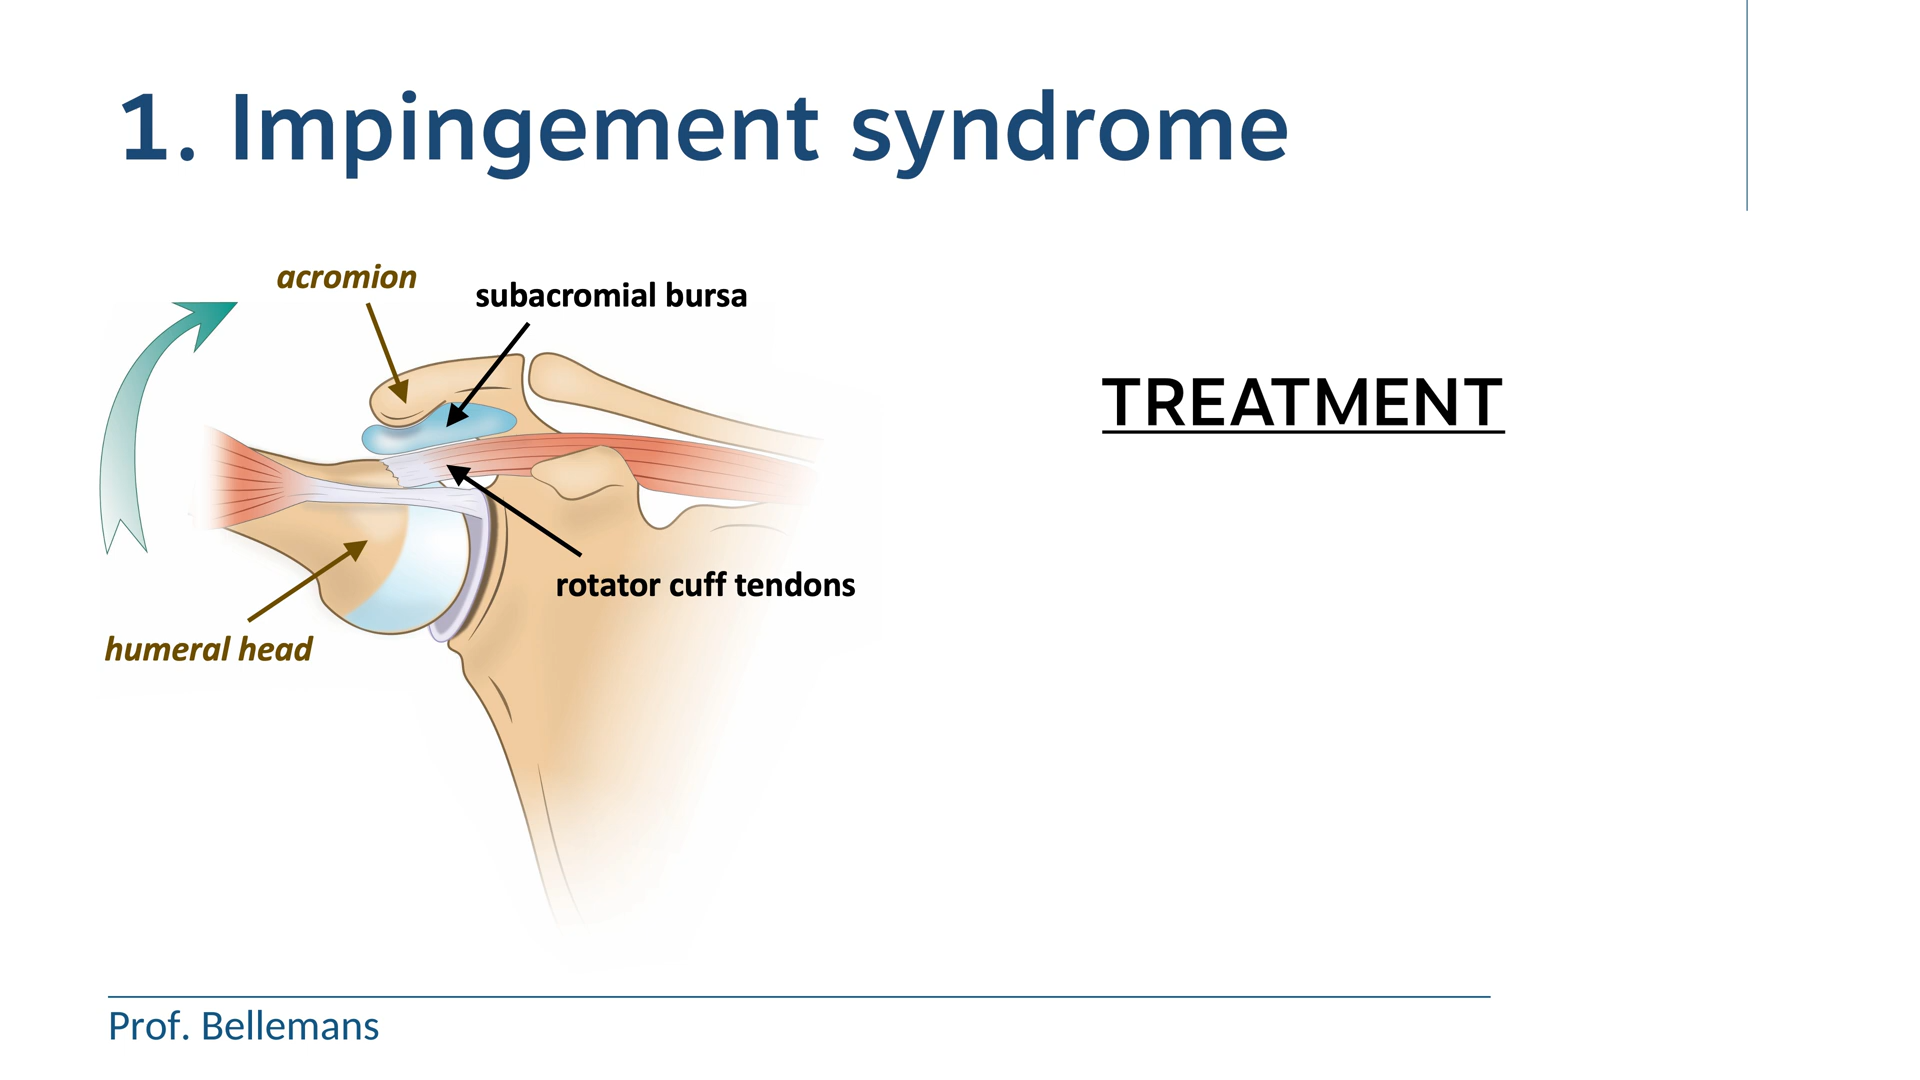 1. Impingement syndrome
acromion
subacromial bursa
TREATMENT
rotator cuff tendons
humeral head
Prof. Bellemans